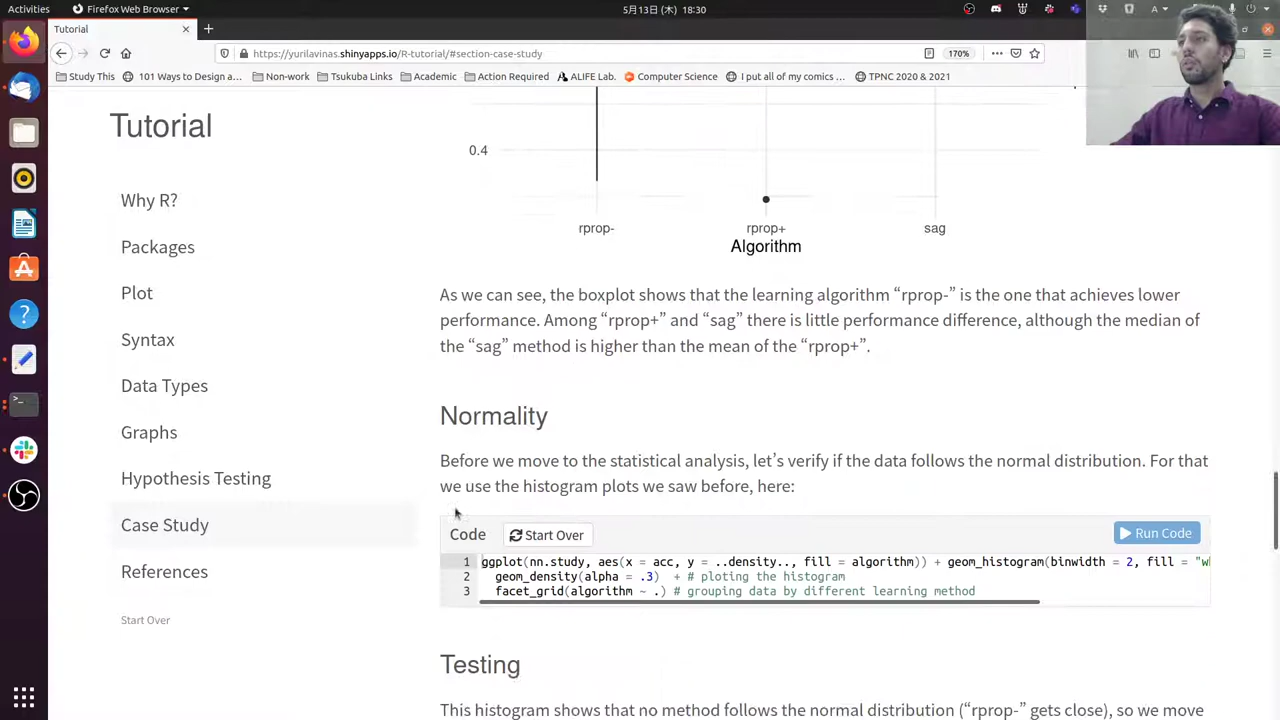 Activities
Firefox Web Browser
5月13日 (木) 18:30
Tutorial
https://yurilavinas.shinyapps.io/R-tutorial/#section-case-study
170%
Study This
101 Ways to Design a…
Non-work
Tsukuba Links
Academic
Action Required
ALIFE Lab.
Computer Science
I put all of my comics …
TPNC 2020 & 2021
Tutorial
Why R?
Packages
Plot
Syntax
Data Types
Graphs
Hypothesis Testing
Case Study
References
Start Over
0.4
rprop-
rprop+
sag
Algorithm
As we can see, the boxplot shows that the learning algorithm “rprop-” is the one that achieves lower
performance. Among “rprop+” and “sag” there is little performance difference, although the median of
the “sag” method is higher than the mean of the “rprop+”.
Normality
Before we move to the statistical analysis, let’s verify if the data follows the normal distribution. For that
we use the histogram plots we saw before, here:
Code
Start Over
Run Code
1 ggplot(nn.study, aes(x = acc, y = ..density.., fill = algorithm)) + geom_histogram(binwidth = 2, fill = "wh
2 geom_density(alpha = .3) + # ploting the histogram
3 facet_grid(algorithm ~ .) # grouping data by different learning method
Testing
This histogram shows that no method follows the normal distribution (“rprop-” gets close), so we move